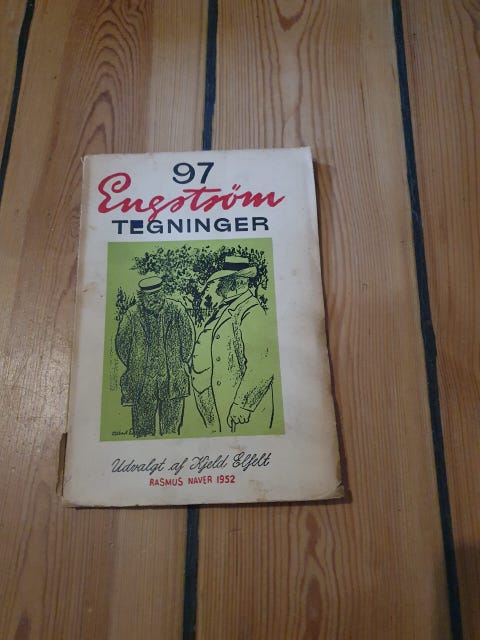 97
Engström
TEGNINGER
Udvalgt af Kjeld Elfelt
RASMUS NAVER 1952